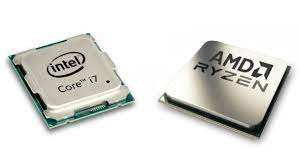 intel
Core™ i7
AMD
RYZEN